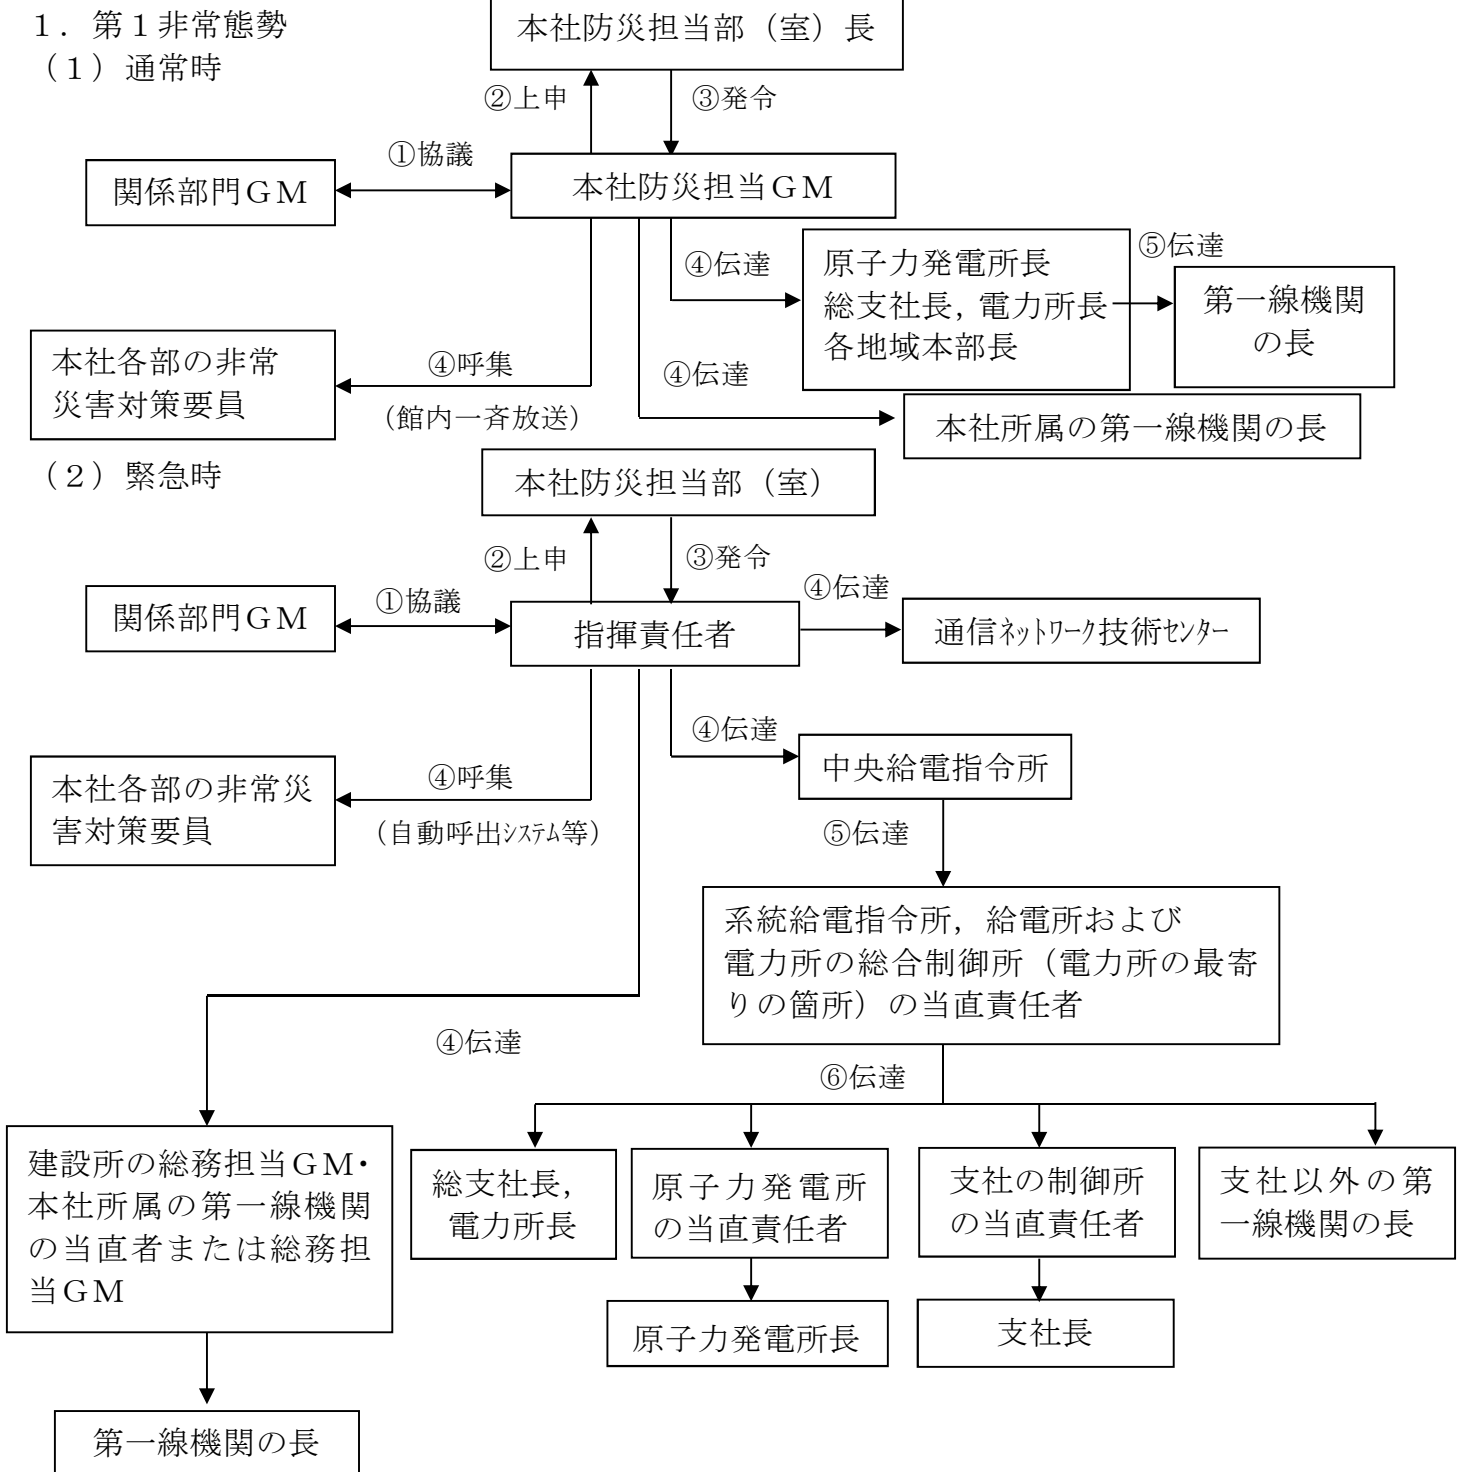 １．第１非常態勢
（１）通常時
本社防災担当部（室）長
②上申
③発令
①協議
関係部門ＧＭ
本社防災担当ＧＭ
④伝達
原子力発電所長
総支社長，電力所長
各地域本部長
⑤伝達
第一線機関
の長
本社各部の非常
災害対策要員
④呼集
（館内一斉放送）
④伝達
本社所属の第一線機関の長
（２）緊急時
本社防災担当部（室）
②上申
③発令
①協議
関係部門ＧＭ
指揮責任者
④伝達
通信ﾈｯﾄﾜｰｸ技術ｾﾝﾀｰ
④伝達
中央給電指令所
本社各部の非常災
害対策要員
④呼集
（自動呼出ｼｽﾃﾑ等）
⑤伝達
系統給電指令所，給電所および
電力所の総合制御所（電力所の最寄
りの箇所）の当直責任者
④伝達
⑥伝達
建設所の総務担当ＧＭ・
本社所属の第一線機関
の当直者または総務担
当ＧＭ
総支社長，
電力所長
原子力発電所
の当直責任者
支社の制御所
の当直責任者
支社以外の第
一線機関の長
原子力発電所長
支社長
第一線機関の長